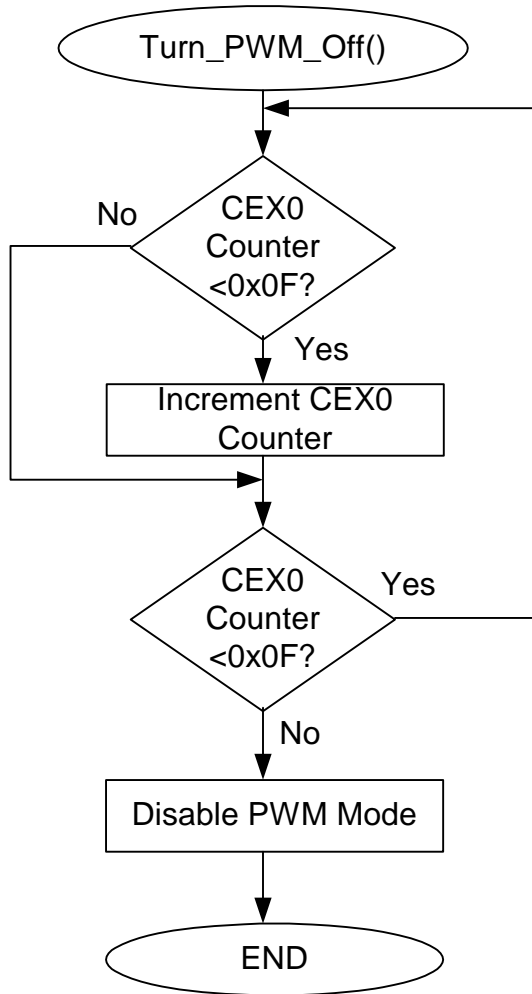 Turn_PWM_Off()
CEX0
Counter
<0x0F?
No
Yes
Increment CEX0
Counter
CEX0
Counter
<0x0F?
Yes
No
Disable PWM Mode
END